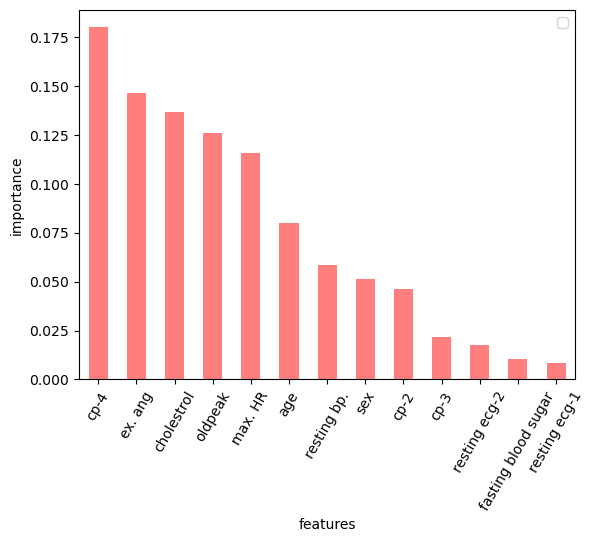 importance
0.175
0.150
0.125
0.100
0.075
0.050
0.025
0.000
cp-4
ex. ang
cholestrol
oldpeak
max. HR
age
resting bp.
sex
cp-2
cp-3
resting ecg-2
fasting blood sugar
resting ecg-1
features